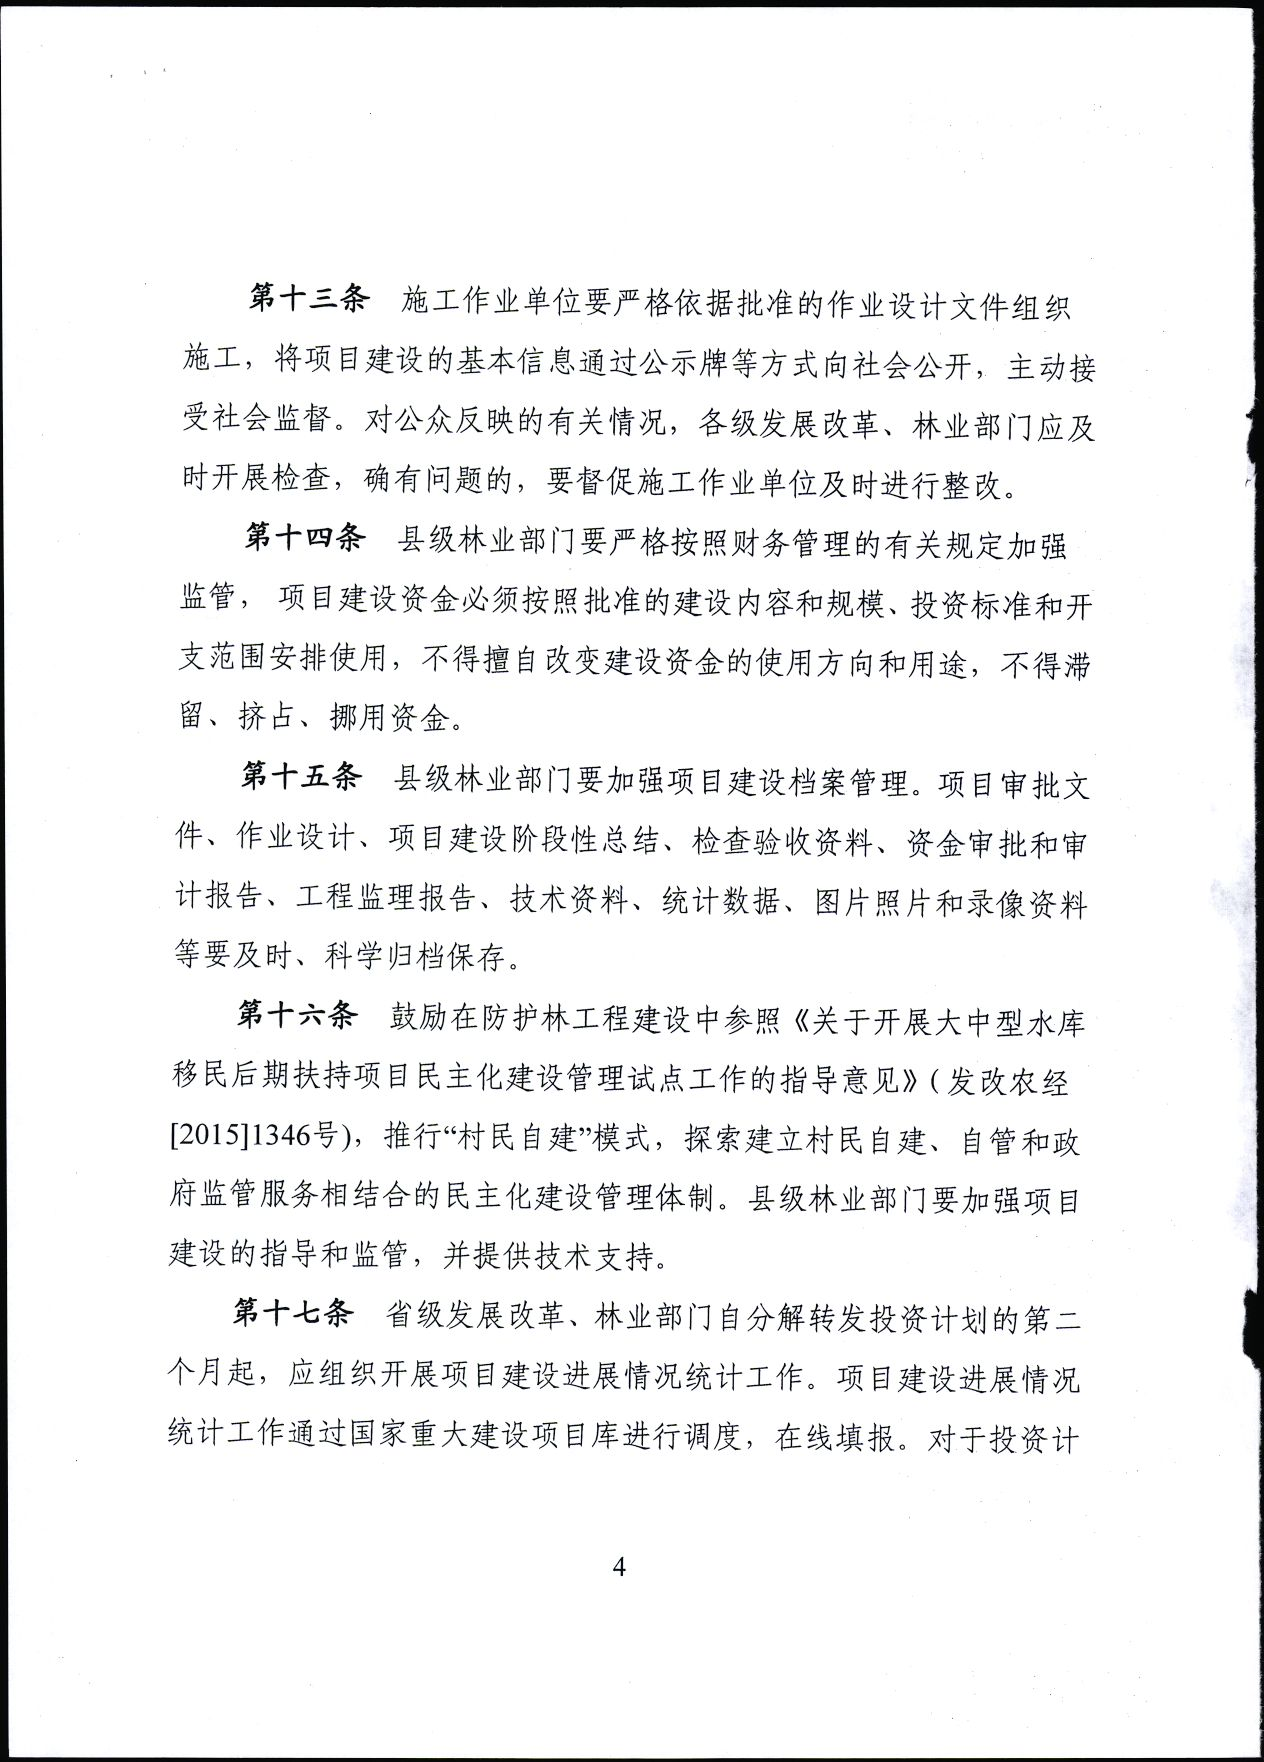 第十三条 施工作业单位要严格依据批准的作业设计文件组织
施工，将项目建设的基本信息通过公示牌等方式向社会公开，主动接
受社会监督。对公众反映的有关情况，各级发展改革、林业部门应及
时开展检查，确有问题的，要督促施工作业单位及时进行整改。
第十四条 县级林业部门要严格按照财务管理的有关规定加强
监管， 项目建设资金必须按照批准的建设内容和规模、投资标准和开
支范围安排使用，不得擅自改变建设资金的使用方向和用途，不得滞
留、挤占、挪用资金。
第十五条 县级林业部门要加强项目建设档案管理。项目审批文
件、作业设计、项目建设阶段性总结、检查验收资料、资金审批和审
计报告、工程监理报告、技术资料、统计数据、图片照片和录像资料
等要及时、科学归档保存。
第十六条 鼓励在防护林工程建设中参照《关于开展大中型水库
移民后期扶持项目民主化建设管理试点工作的指导意见》（发改农经
[2015]1346号)，推行“村民自建”模式，探索建立村民自建、自管和政
府监管服务相结合的民主化建设管理体制。县级林业部门要加强项目
建设的指导和监管，并提供技术支持。
第十七条 省级发展改革、林业部门自分解转发投资计划的第二
个月起，应组织开展项目建设进展情况统计工作。项目建设进展情况
统计工作通过国家重大建设项目库进行调度，在线填报。对于投资计
4